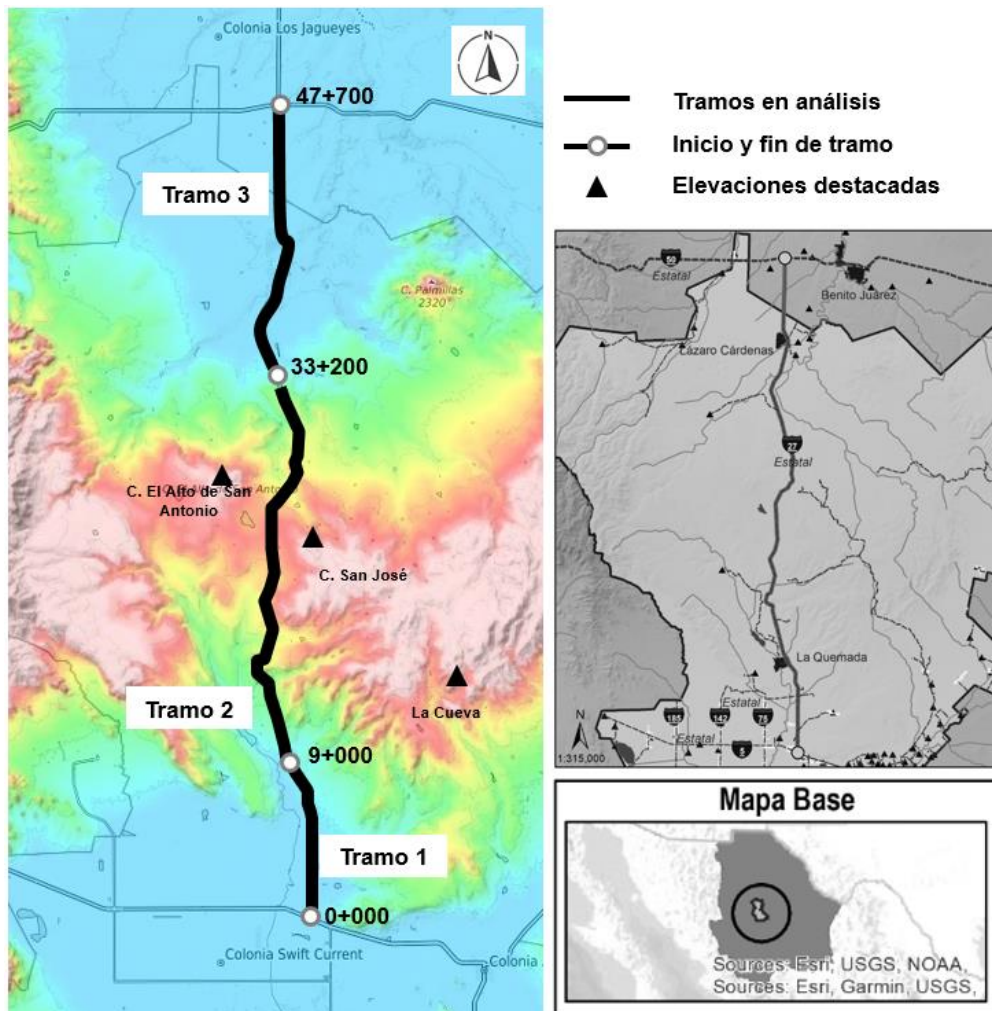 Colonia Los Jagueyes
N
47+700
Tramo 3
C. Palmillas
2320
33+200
C. El Alto de San
Antonio
C. San José
Tramo 2
La Cueva
9+000
Tramo 1
0+000
Colonia Swift Current
Colonia
Tramos en análisis
Inicio y fin de tramo
Elevaciones destacadas
Estatal
Benito Juárez
Lázaro Cárdenas
27
Estatal
La Quemada
Estatal
185
142
75
Estatal
5
N
1:315,000
Mapa Base
Sources: Esri, USGS, NOAA,
Sources: Esri, Garmin, USGS,